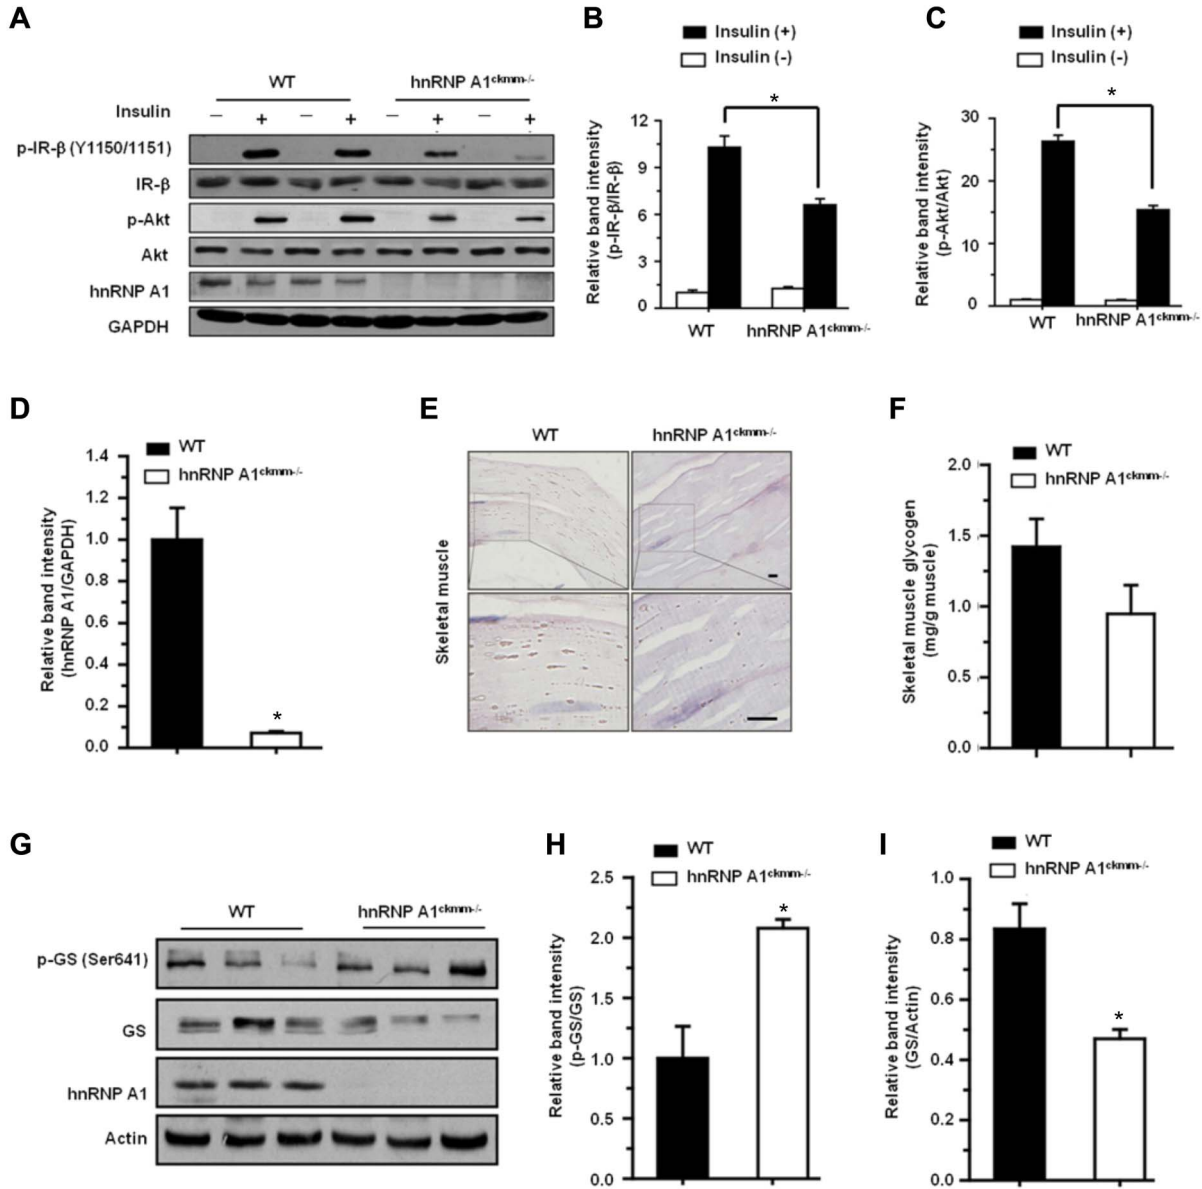 A
WT hnRNP A1ckmm-/-
Insulin − + − + − + − +
p-IR-β (Y1150/1151)
IR-β
p-Akt
Akt
hnRNP A1
GAPDH
B
Insulin (+)
Insulin (-)
*
Relative band intensity
(p-IR-β/IR-β)
12
9
6
3
0
WT hnRNP A1ckmm-/-
C
Insulin (+)
Insulin (-)
*
Relative band intensity
(p-Akt/Akt)
30
20
10
0
WT hnRNP A1ckmm-/-
D
WT
hnRNP A1ckmm-/-
Relative band intensity
(hnRNP A1/GAPDH)
1.4
1.2
1.0
0.8
0.6
0.4
0.2
0.0
*
E
WT hnRNP A1ckmm-/-
Skeletal muscle
F
WT
hnRNP A1ckmm-/-
Skeletal muscle glycogen
(mg/g muscle)
2.0
1.5
1.0
0.5
0.0
G
WT hnRNP A1ckmm-/-
p-GS (Ser641)
GS
hnRNP A1
Actin
H
WT
hnRNP A1ckmm-/-
Relative band intensity
(p-GS/GS)
2.5
2.0
1.5
1.0
0.5
0.0
*
I
WT
hnRNP A1ckmm-/-
Relative band intensity
(GS/Actin)
1.0
0.8
0.6
0.4
0.2
0.0
*